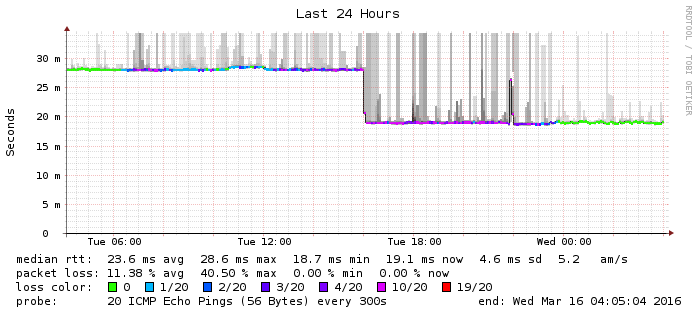 Last 24 Hours
RRDTOOL / TOBI OETIKER
Seconds
30 m
25 m
20 m
15 m
10 m
5 m
0
Tue 06:00 Tue 12:00 Tue 18:00 Wed 00:00
median rtt: 23.6 ms avg 28.6 ms max 18.7 ms min 19.1 ms now 4.6 ms sd 5.2 am/s
packet loss: 11.38 % avg 40.50 % max 0.00 % min 0.00 % now
loss color: 0 1/20 2/20 3/20 4/20 10/20 19/20
probe: 20 ICMP Echo Pings (56 Bytes) every 300s end: Wed Mar 16 04:05:04 2016